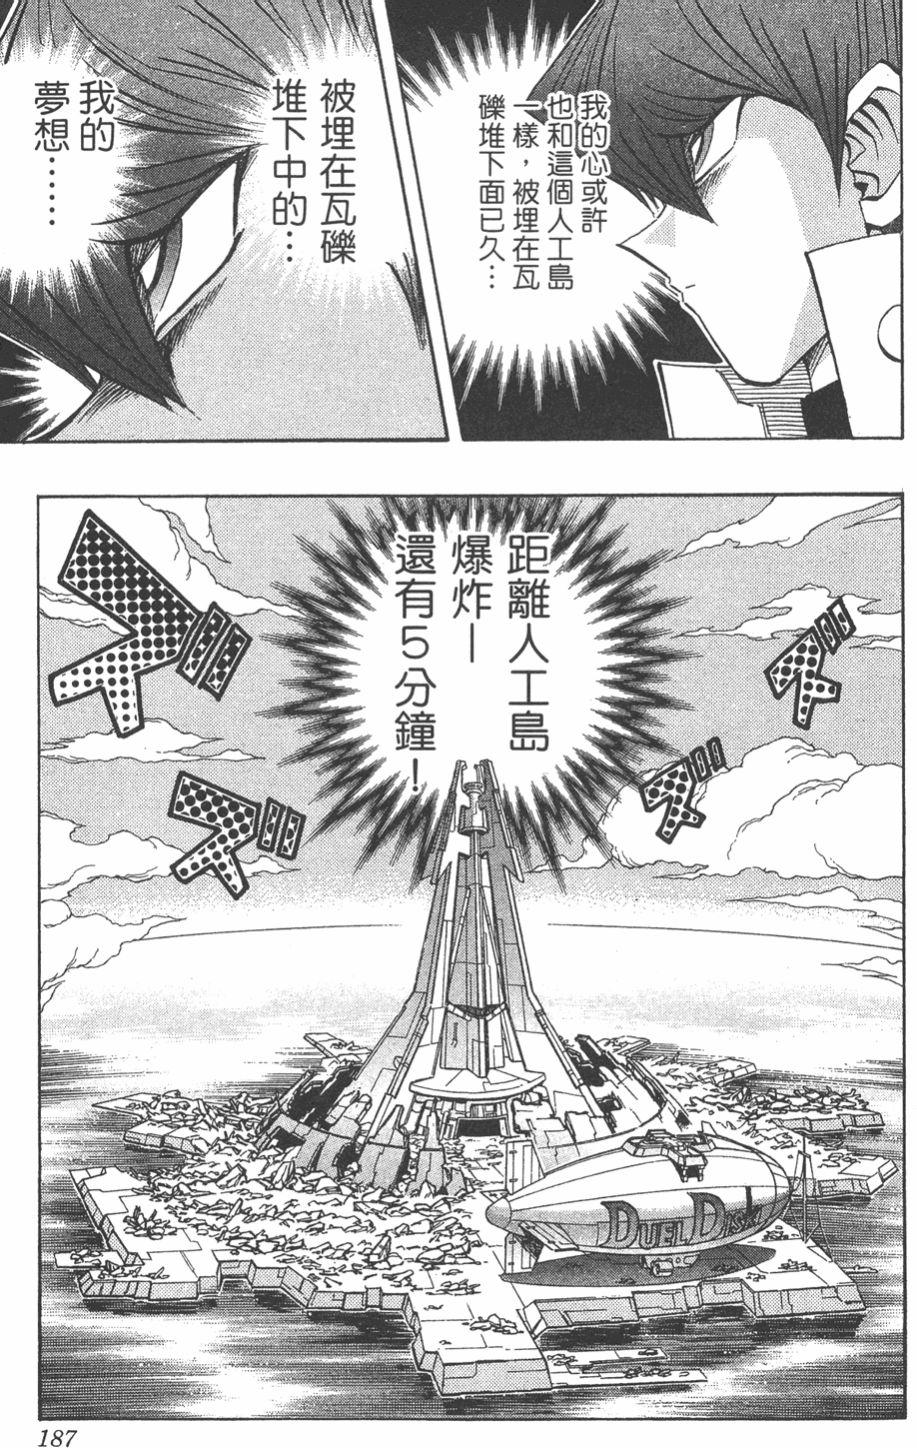 我的心或許
也和這個人工島
一樣，被埋在瓦
礫堆下面已久…
被埋在瓦礫
堆下中的…
我的
夢想……
距離人工島
爆炸—
還有5分鐘！
ズ
ズ
ズ
ズ
DUEL DISK
187